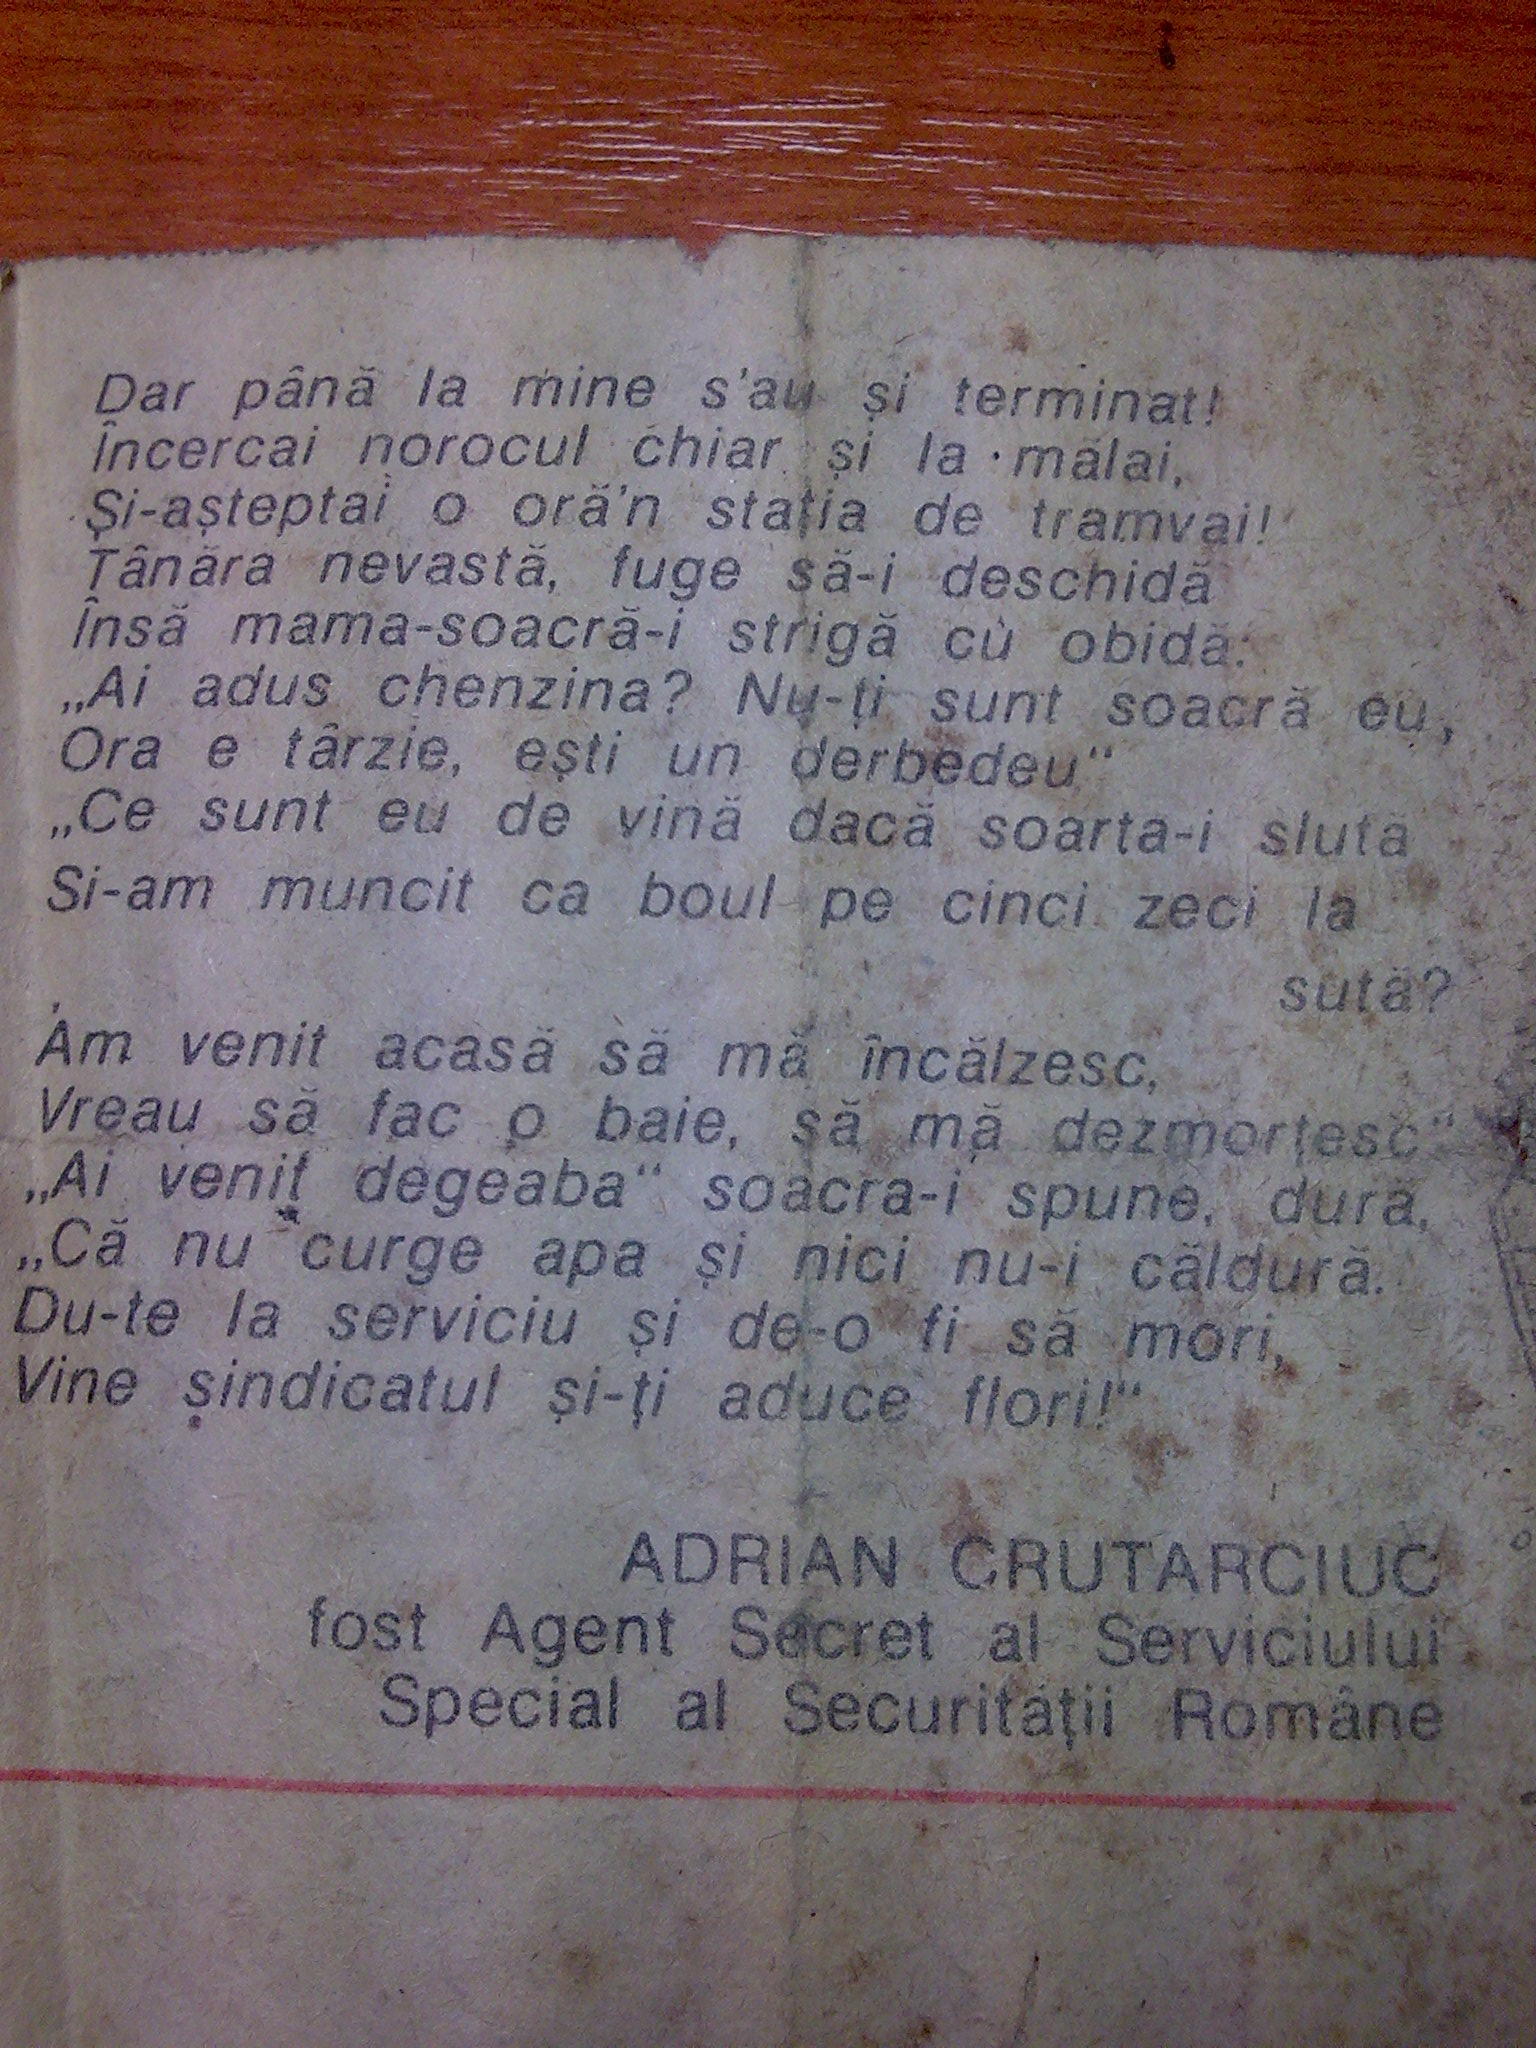 Dar până la mine s'au și terminat!
Încercai norocul chiar și la mălai,
Și-așteptai o oră'n stația de tramvai!
Tânăra nevastă, fuge să-i deschidă
Însă mama-soacră-i strigă cu obidă:
„Ai adus chenzina? Nu-ți sunt soacră eu,
Ora e târzie, ești un derbedeu“
„Ce sunt eu de vină dacă soarta-i slută
Si-am muncit ca boul pe cinci zeci la
sută?
Am venit acasă să mă încălzesc,
Vreau să fac o baie, să mă dezmorțesc“
„Ai venit degeaba“ soacra-i spune, dură,
„Că nu curge apa și nici nu-i căldură.
Du-te la serviciu și de-o fi să mori,
Vine sindicatul și-ți aduce flori!“
ADRIAN CRUTARCIUC
fost Agent Secret al Serviciului
Special al Securității Române